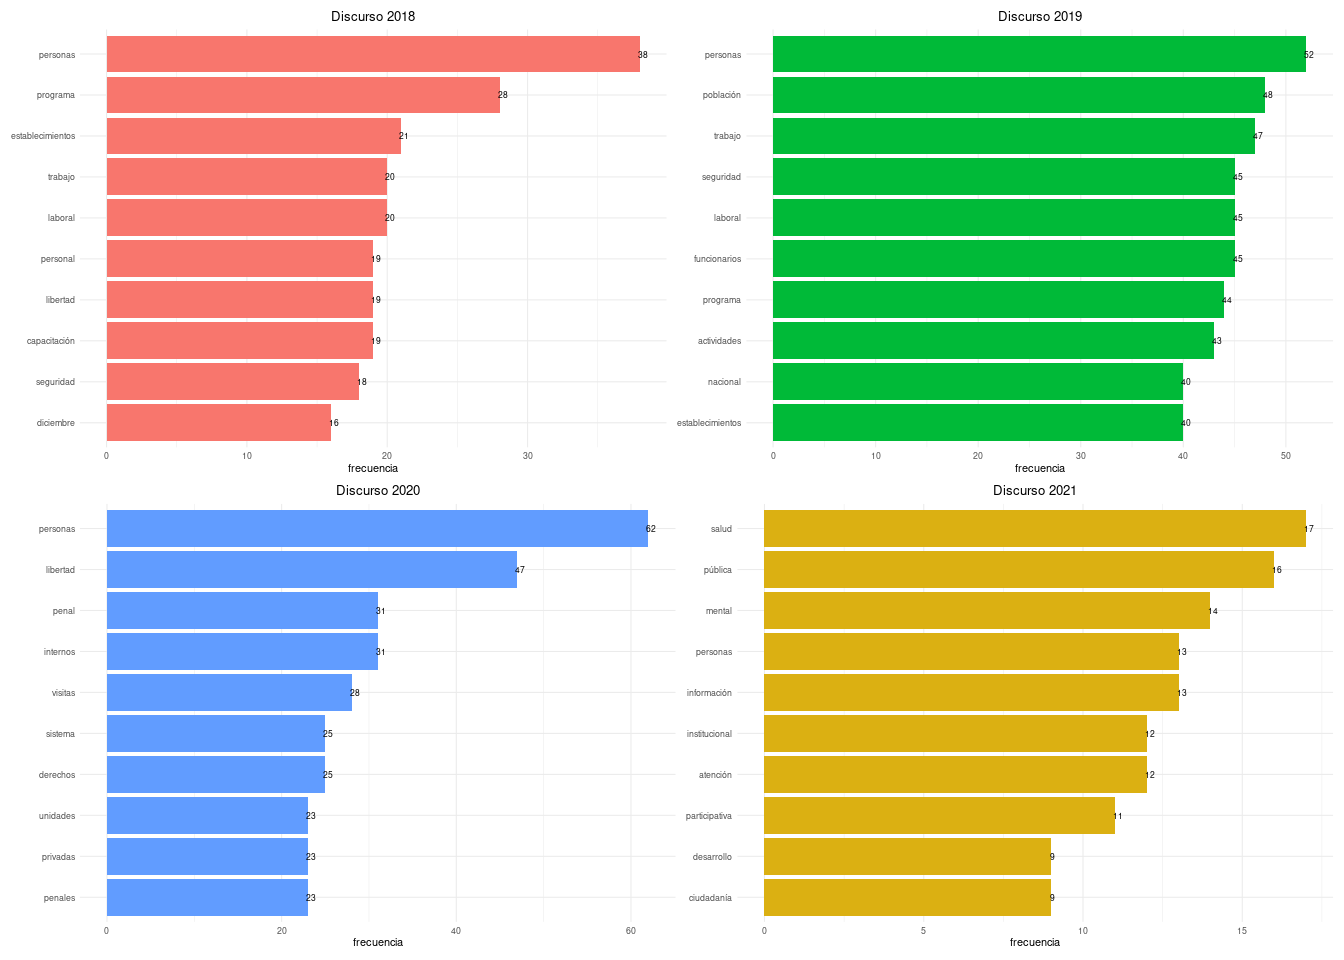 Discurso 2018
personas 38
programa 28
establecimientos 21
trabajo 20
laboral 20
personal 19
libertad 19
capacitación 19
seguridad 18
diciembre 16
0 10 20 30
frecuencia
Discurso 2019
personas 52
población 48
trabajo 47
seguridad 45
laboral 45
funcionarios 45
programa 44
actividades 43
nacional 40
establecimientos 40
0 10 20 30 40 50
frecuencia
Discurso 2020
personas 62
libertad 47
penal 31
internos 31
visitas 28
sistema 25
derechos 25
unidades 23
privadas 23
penales 23
0 20 40 60
frecuencia
Discurso 2021
salud 17
pública 16
mental 14
personas 13
información 13
institucional 12
atención 12
participativa 11
desarrollo 9
ciudadanía 9
0 5 10 15
frecuencia